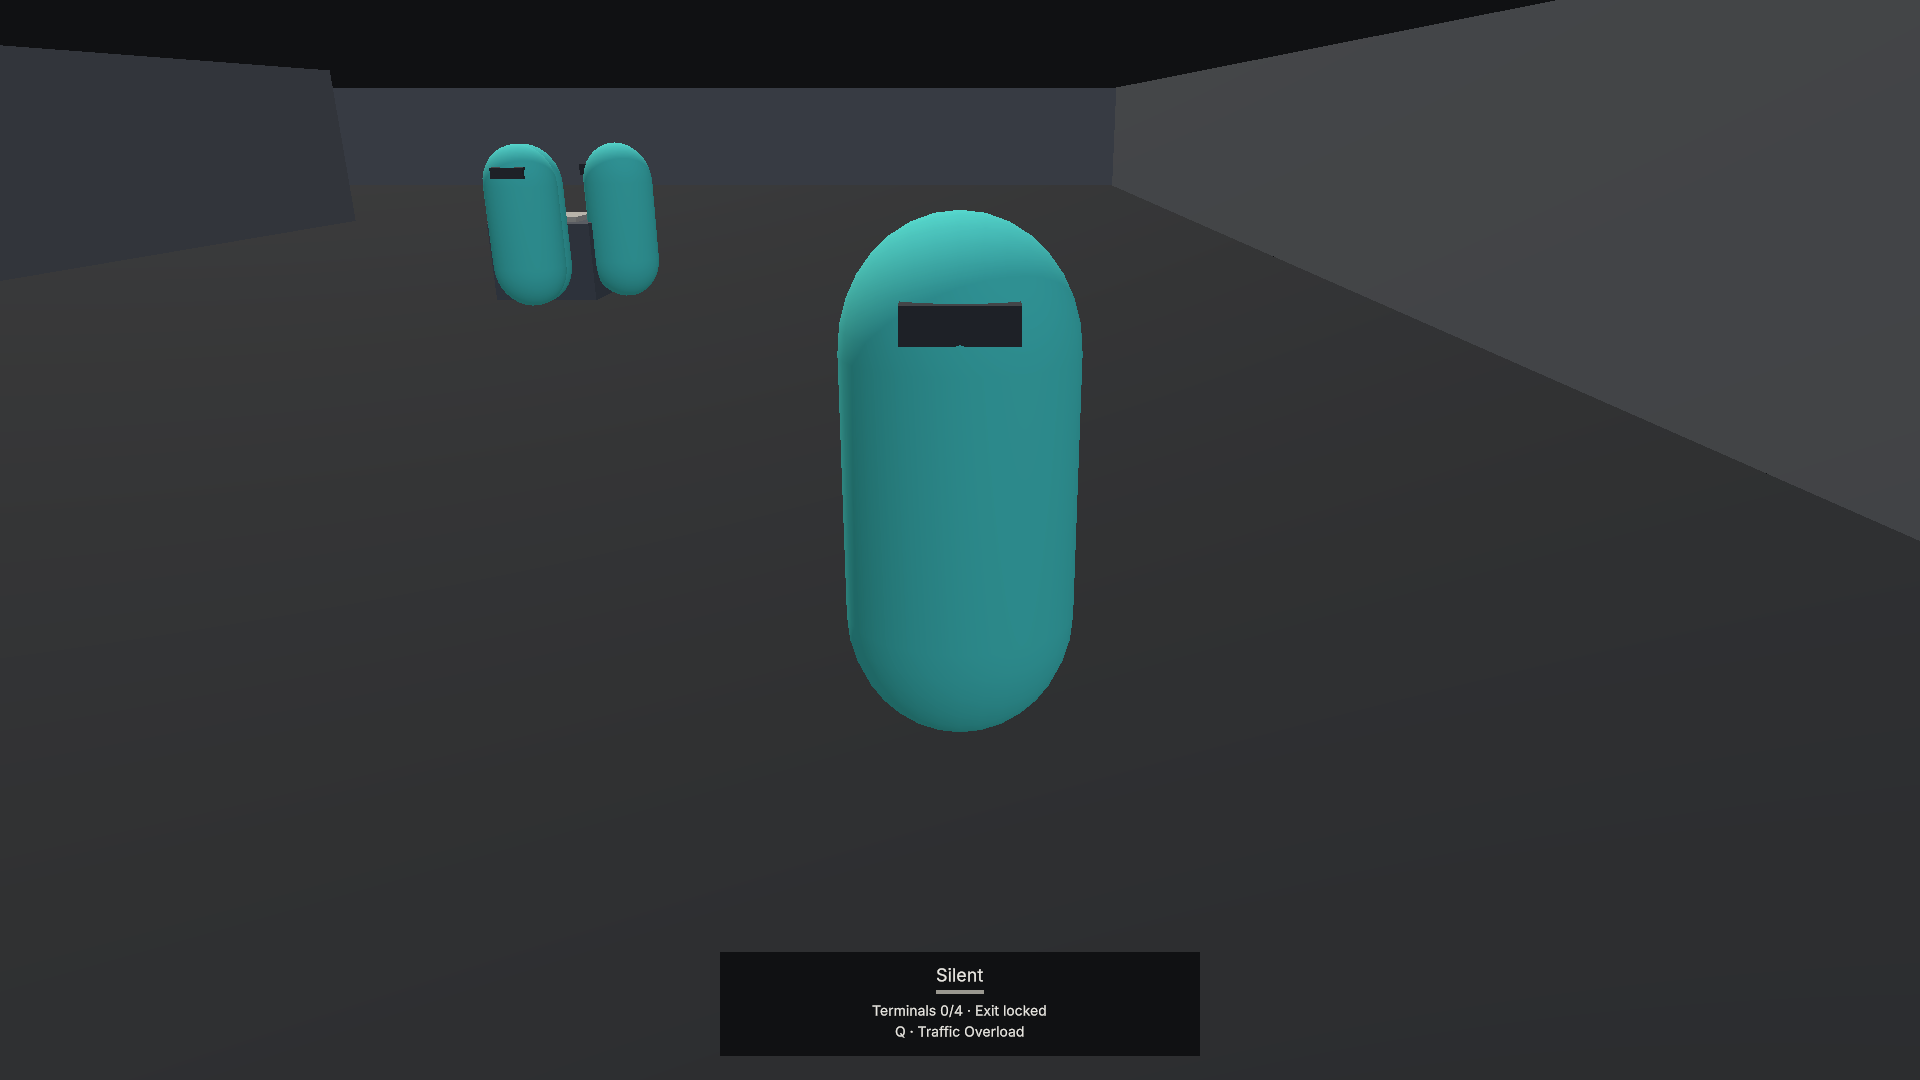 Silent
Terminals 0/4 · Exit locked
Q · Traffic Overload